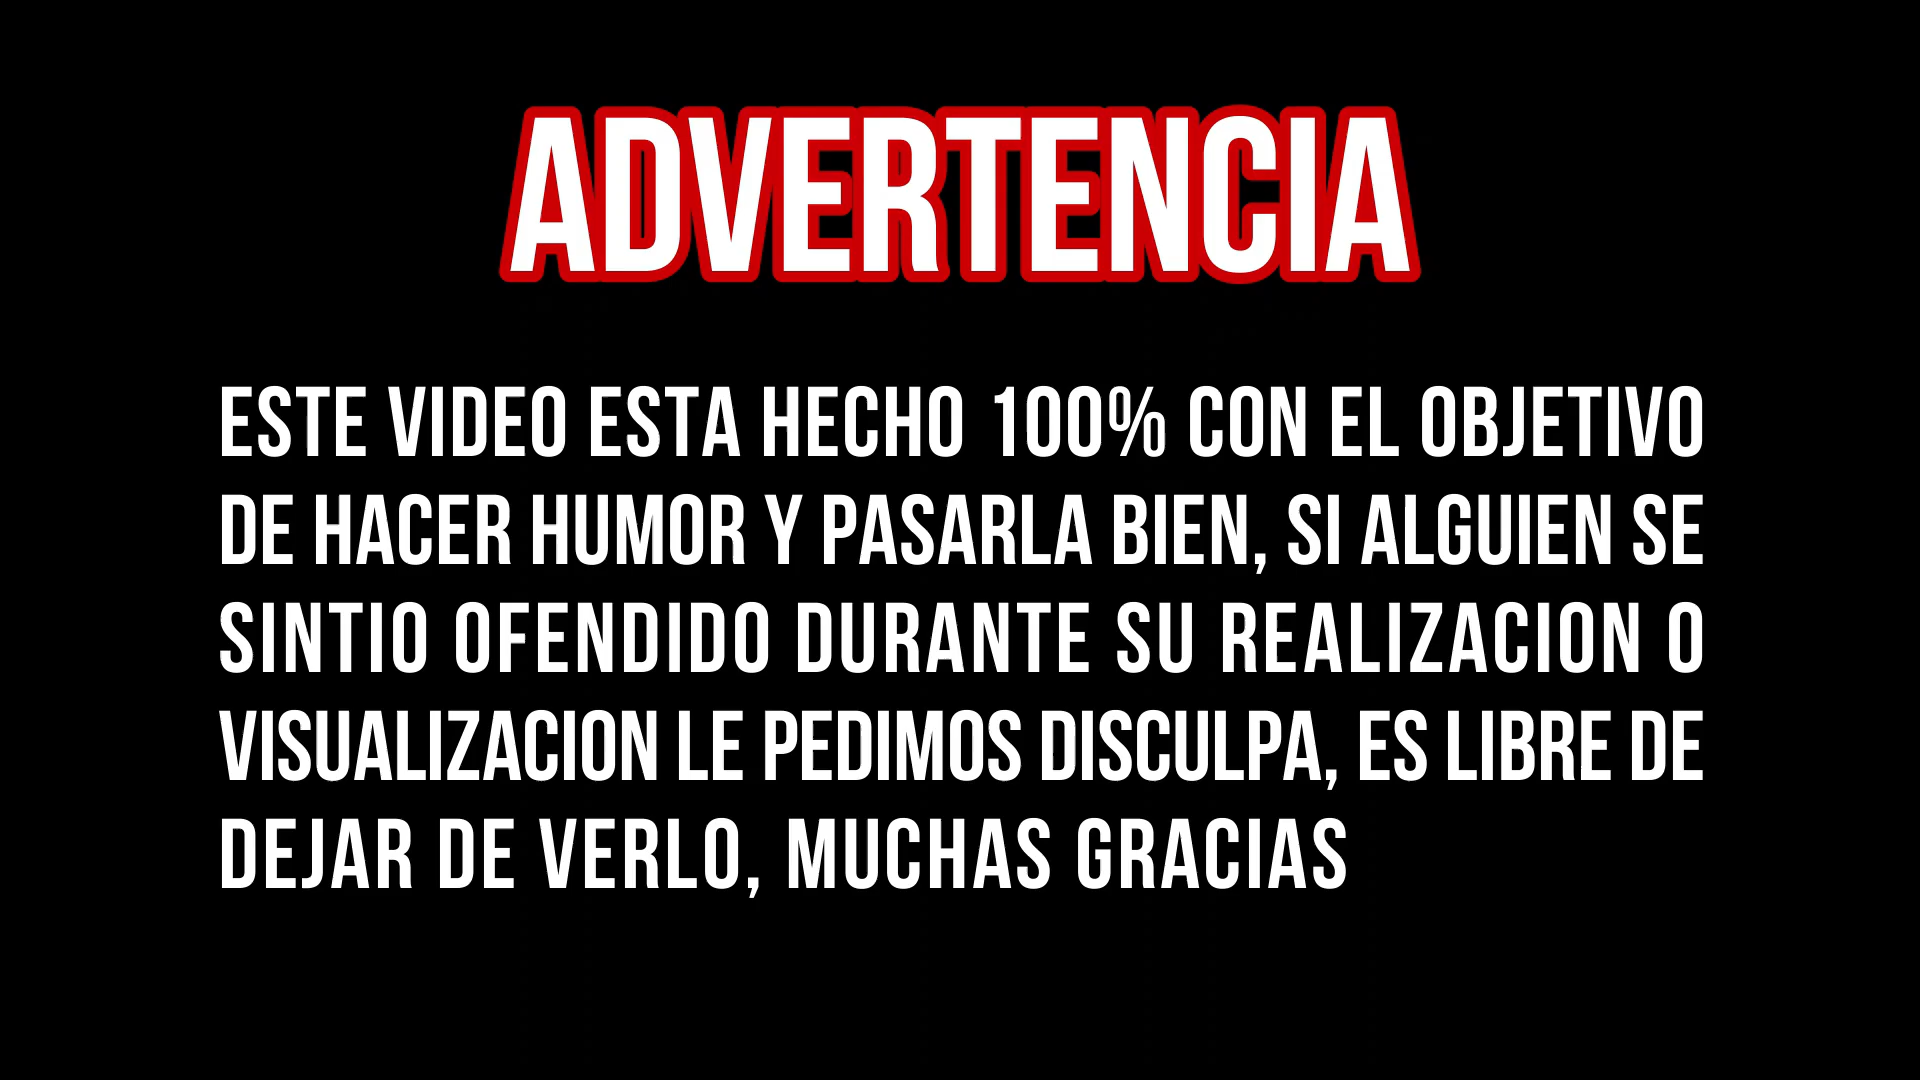 ADVERTENCIA
ESTE VIDEO ESTA HECHO 100% CON EL OBJETIVO
DE HACER HUMOR Y PASARLA BIEN, SI ALGUIEN SE
SINTIO OFENDIDO DURANTE SU REALIZACION O
VISUALIZACION LE PEDIMOS DISCULPA, ES LIBRE DE
DEJAR DE VERLO, MUCHAS GRACIAS